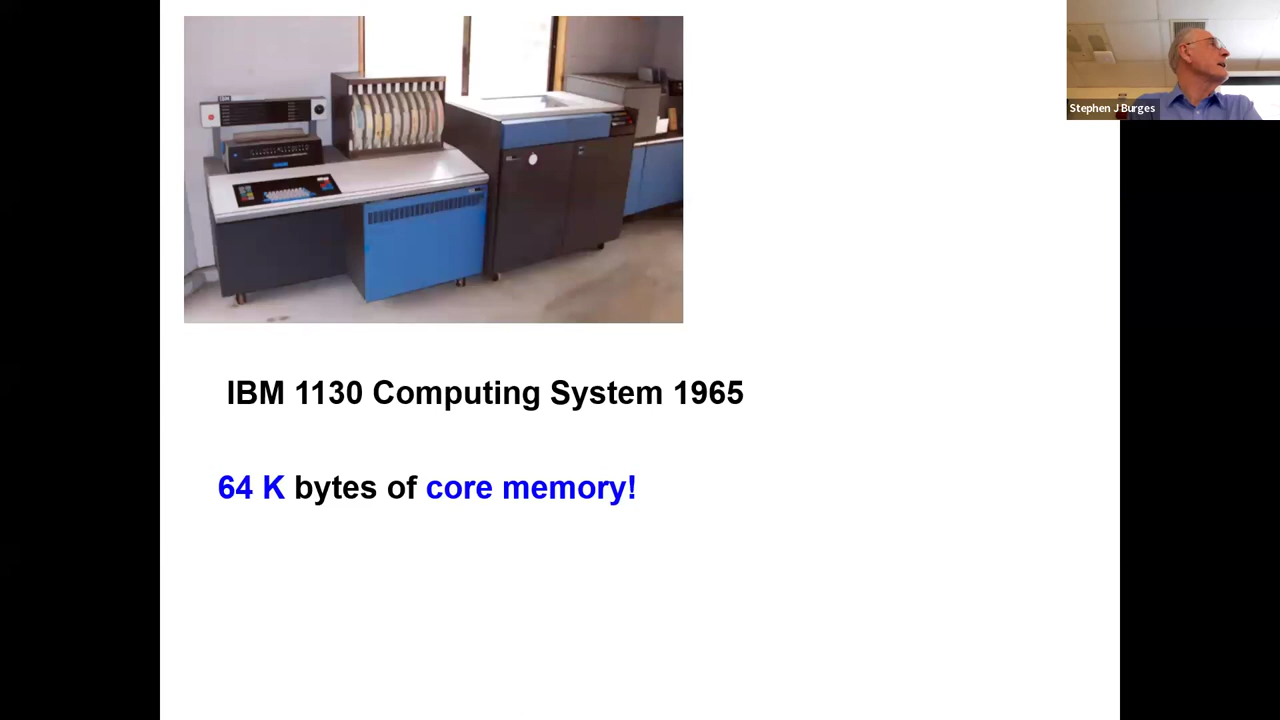 Stephen J Burges
IBM 1130 Computing System 1965
64 K bytes of core memory!